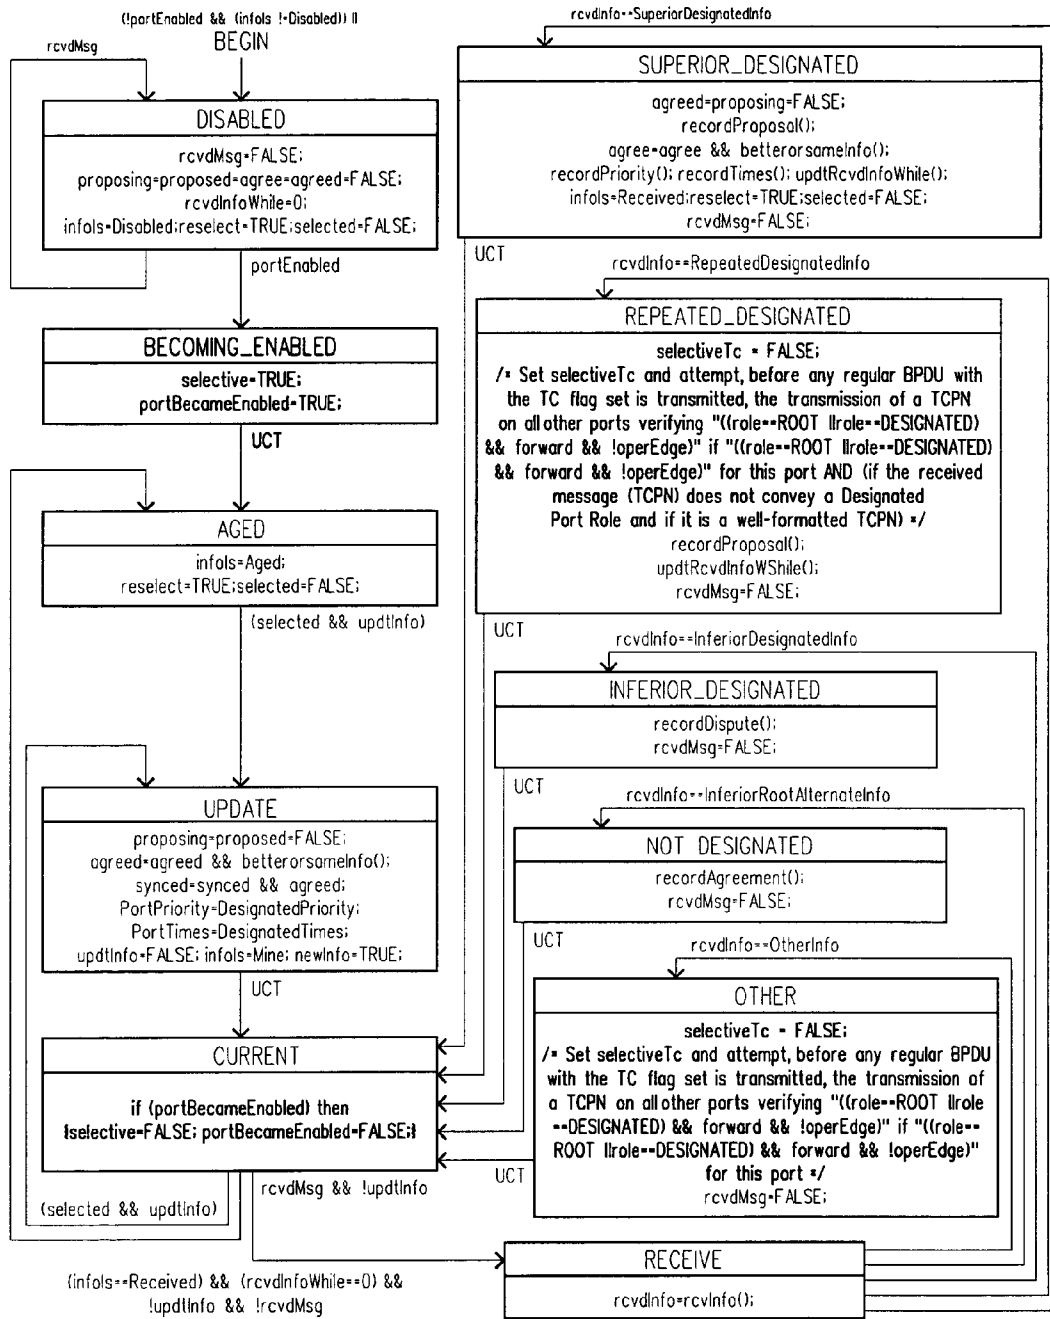 (!portEnabled && (infoIs !=Disabled)) ||
BEGIN
rcvdMsg
DISABLED
rcvdMsg=FALSE;
proposing=proposed=agree=agreed=FALSE;
rcvdInfoWhile=0;
infoIs=Disabled;reselect=TRUE;selected=FALSE;
portEnabled
BECOMING_ENABLED
selective=TRUE;
portBecameEnabled=TRUE;
UCT
AGED
infoIs=Aged;
reselect=TRUE;selected=FALSE;
(selected && updtInfo)
UPDATE
proposing=proposed=FALSE;
agreed=agreed && betterorsameInfo();
synced=synced && agreed;
PortPriority=DesignatedPriority;
PortTimes=DesignatedTimes;
updtInfo=FALSE; infoIs=Mine; newInfo=TRUE;
UCT
CURRENT
if (portBecameEnabled) then
{selective=FALSE; portBecameEnabled=FALSE;}
(selected && updtInfo)
rcvdMsg && !updtInfo
(infoIs==Received) && (rcvdInfoWhile==0) &&
!updtInfo && !rcvdMsg
rcvdInfo==SuperiorDesignatedInfo
SUPERIOR_DESIGNATED
agreed=proposing=FALSE;
recordProposal();
agree=agree && betterorsameInfo();
recordPriority(); recordTimes(); updtRcvdInfoWhile();
infoIs=Received;reselect=TRUE;selected=FALSE;
rcvdMsg=FALSE;
UCT
rcvdInfo==RepeatedDesignatedInfo
REPEATED_DESIGNATED
selectiveTc = FALSE;
/* Set selectiveTc and attempt, before any regular BPDU with
the TC flag set is transmitted, the transmission of a TCPN
on all other ports verifying "((role==ROOT ||role==DESIGNATED)
&& forward && !operEdge)" if "((role==ROOT ||role==DESIGNATED)
&& forward && !operEdge)" for this port AND (if the received
message (TCPN) does not convey a Designated
Port Role and if it is a well-formatted TCPN) */
recordProposal();
updtRcvdInfoWShile();
rcvdMsg=FALSE;
UCT
rcvdInfo==InferiorDesignatedInfo
INFERIOR_DESIGNATED
recordDispute();
rcvdMsg=FALSE;
UCT
rcvdInfo==InferiorRootAlternateInfo
NOT DESIGNATED
recordAgreement();
rcvdMsg=FALSE;
UCT
rcvdInfo==OtherInfo
OTHER
selectiveTc = FALSE;
/* Set selectiveTc and attempt, before any regular BPDU
with the TC flag set is transmitted, the transmission of
a TCPN on all other ports verifying "((role==ROOT ||role
==DESIGNATED) && forward && !operEdge)" if "((role==
ROOT ||role==DESIGNATED) && forward && !operEdge)"
for this port */
rcvdMsg=FALSE;
UCT
RECEIVE
rcvdInfo=rcvInfo();